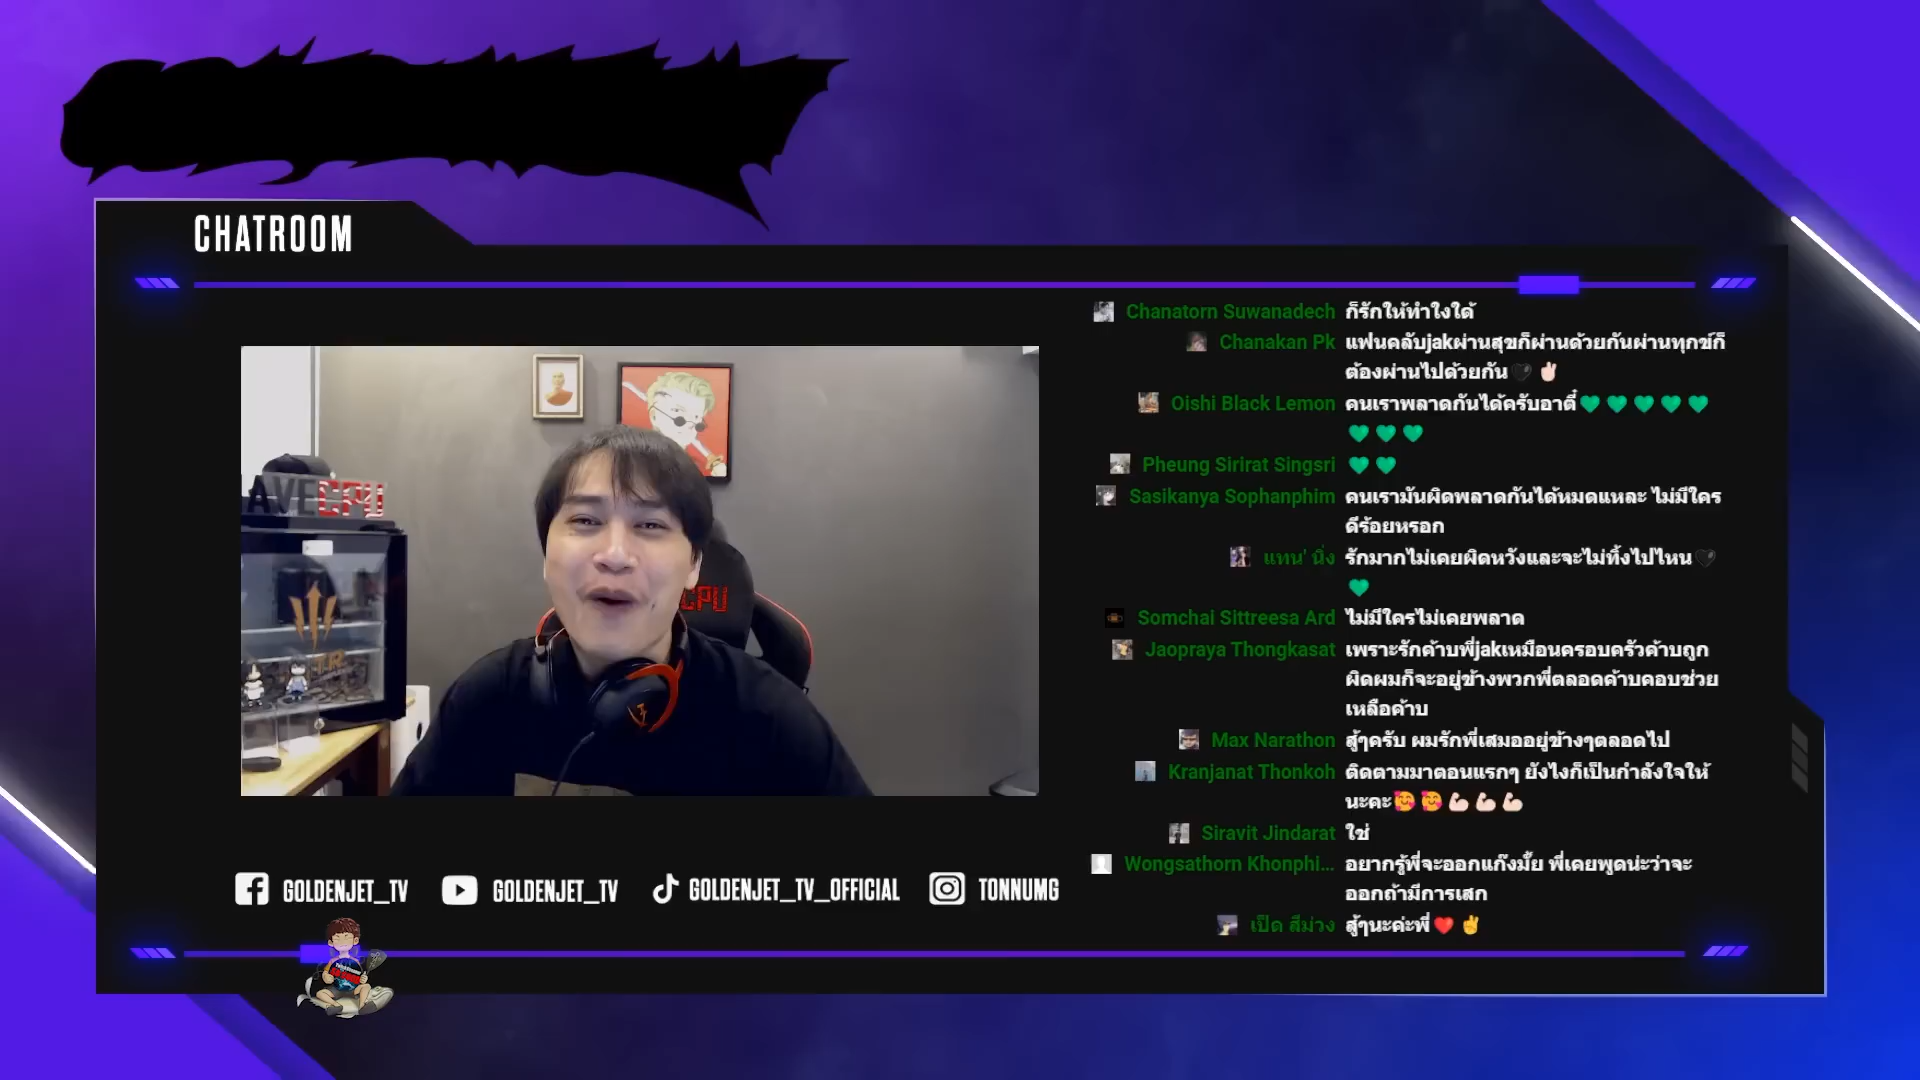 CHATROOM
Chanatorn Suwanadech ก็รักให้ทำใงใด้
Chanakan Pk แฟนคลับjakผ่านสุขก็ผ่านด้วยกันผ่านทุกข์ก็
ต้องผ่านไปด้วยกัน🖤✌🏻
Oishi Black Lemon คนเราพลาดกันได้ครับอาตี๋💚💚💚💚💚
💚💚💚
Pheung Sirirat Singsri 💚💚
Sasikanya Sophanphim คนเรามันผิดพลาดกันได้หมดแหละ ไม่มีใคร
ดีร้อยหรอก
แทน' นิ่ง รักมากไม่เคยผิดหวังและจะไม่ทิ้งไปไหน🖤
💚
Somchai Sittreesa Ard ไม่มีใครไม่เคยพลาด
Jaopraya Thongkasat เพราะรักค้าบพี่jakเหมือนครอบครัวค้าบถูก
ผิดผมก็จะอยู่ข้างพวกพี่ตลอดค้าบคอบช่วย
เหลือค้าบ
Max Narathon สู้ๆครับ ผมรักพี่เสมออยู่ข้างๆตลอดไป
Kranjanat Thonkoh ติดตามมาตอนแรกๆ ยังไงก็เป็นกำลังใจให้
นะคะ🥰🥰💪🏻💪🏻💪🏻
Siravit Jindarat ใช่
Wongsathorn Khonphi... อยากรู้พี่จะออกแก๊งมั้ย พี่เคยพูดน่ะว่าจะ
ออกถ้ามีการเสก
เป็ด สีม่วง สู้ๆนะค่ะพี่❤️✌️
AVECPU
T.R.
CPU
GOLDENJET_TV GOLDENJET_TV GOLDENJET_TV_OFFICIAL TONNUMG